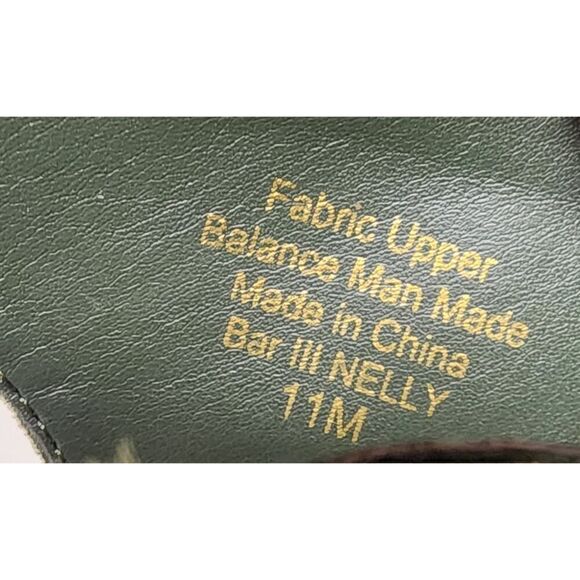 Fabric Upper
Balance Man Made
Made in China
Bar III NELLY
11M